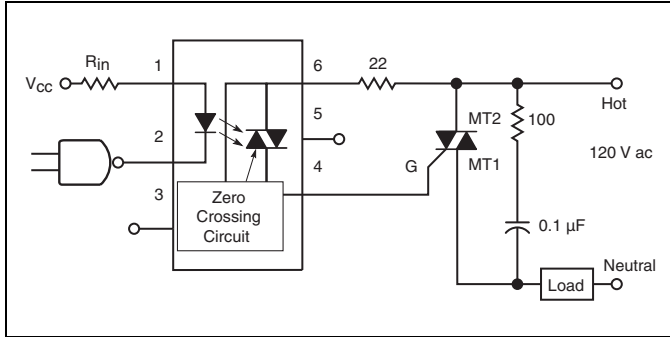 Rin
VCC
1
2
3
6
5
4
22
Hot
MT2
MT1
G
100
120 V ac
0.1 µF
Zero
Crossing
Circuit
Load
Neutral